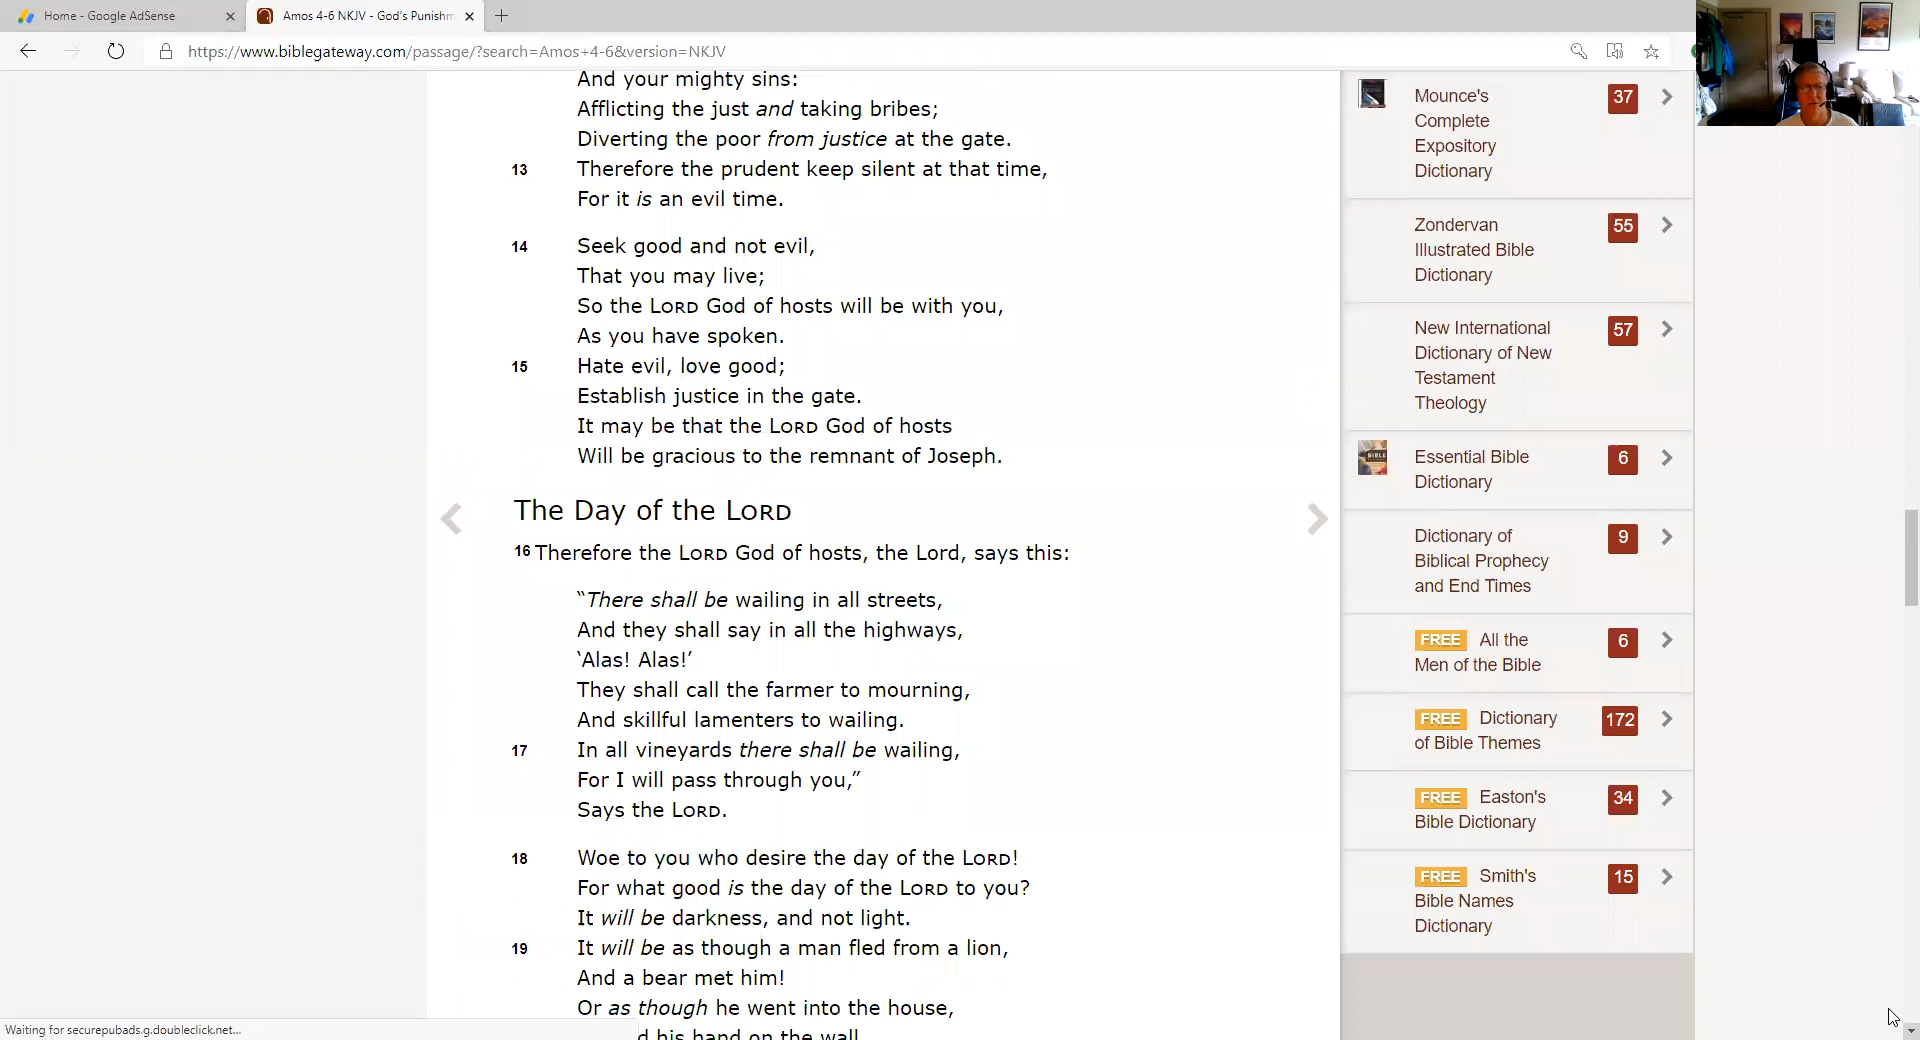 Home - Google AdSense
Amos 4-6 NKJV - God's Punishm
https://www.biblegateway.com/passage/?search=Amos+4-6&version=NKJV
And your mighty sins:
Afflicting the just and taking bribes;
Diverting the poor from justice at the gate.
13 Therefore the prudent keep silent at that time,
For it is an evil time.
14 Seek good and not evil,
That you may live;
So the LORD God of hosts will be with you,
As you have spoken.
15 Hate evil, love good;
Establish justice in the gate.
It may be that the LORD God of hosts
Will be gracious to the remnant of Joseph.
The Day of the LORD
16 Therefore the LORD God of hosts, the Lord, says this:
“There shall be wailing in all streets,
And they shall say in all the highways,
‘Alas! Alas!’
They shall call the farmer to mourning,
And skillful lamenters to wailing.
17 In all vineyards there shall be wailing,
For I will pass through you,”
Says the LORD.
18 Woe to you who desire the day of the LORD!
For what good is the day of the LORD to you?
It will be darkness, and not light.
19 It will be as though a man fled from a lion,
And a bear met him!
Or as though he went into the house,
d his hand on the wall
Mounce's 37
Complete
Expository
Dictionary
Zondervan 55
Illustrated Bible
Dictionary
New International 57
Dictionary of New
Testament
Theology
Essential Bible 6
Dictionary
Dictionary of 9
Biblical Prophecy
and End Times
FREE All the 6
Men of the Bible
FREE Dictionary 172
of Bible Themes
FREE Easton's 34
Bible Dictionary
FREE Smith's 15
Bible Names
Dictionary
Waiting for securepubads.g.doubleclick.net...